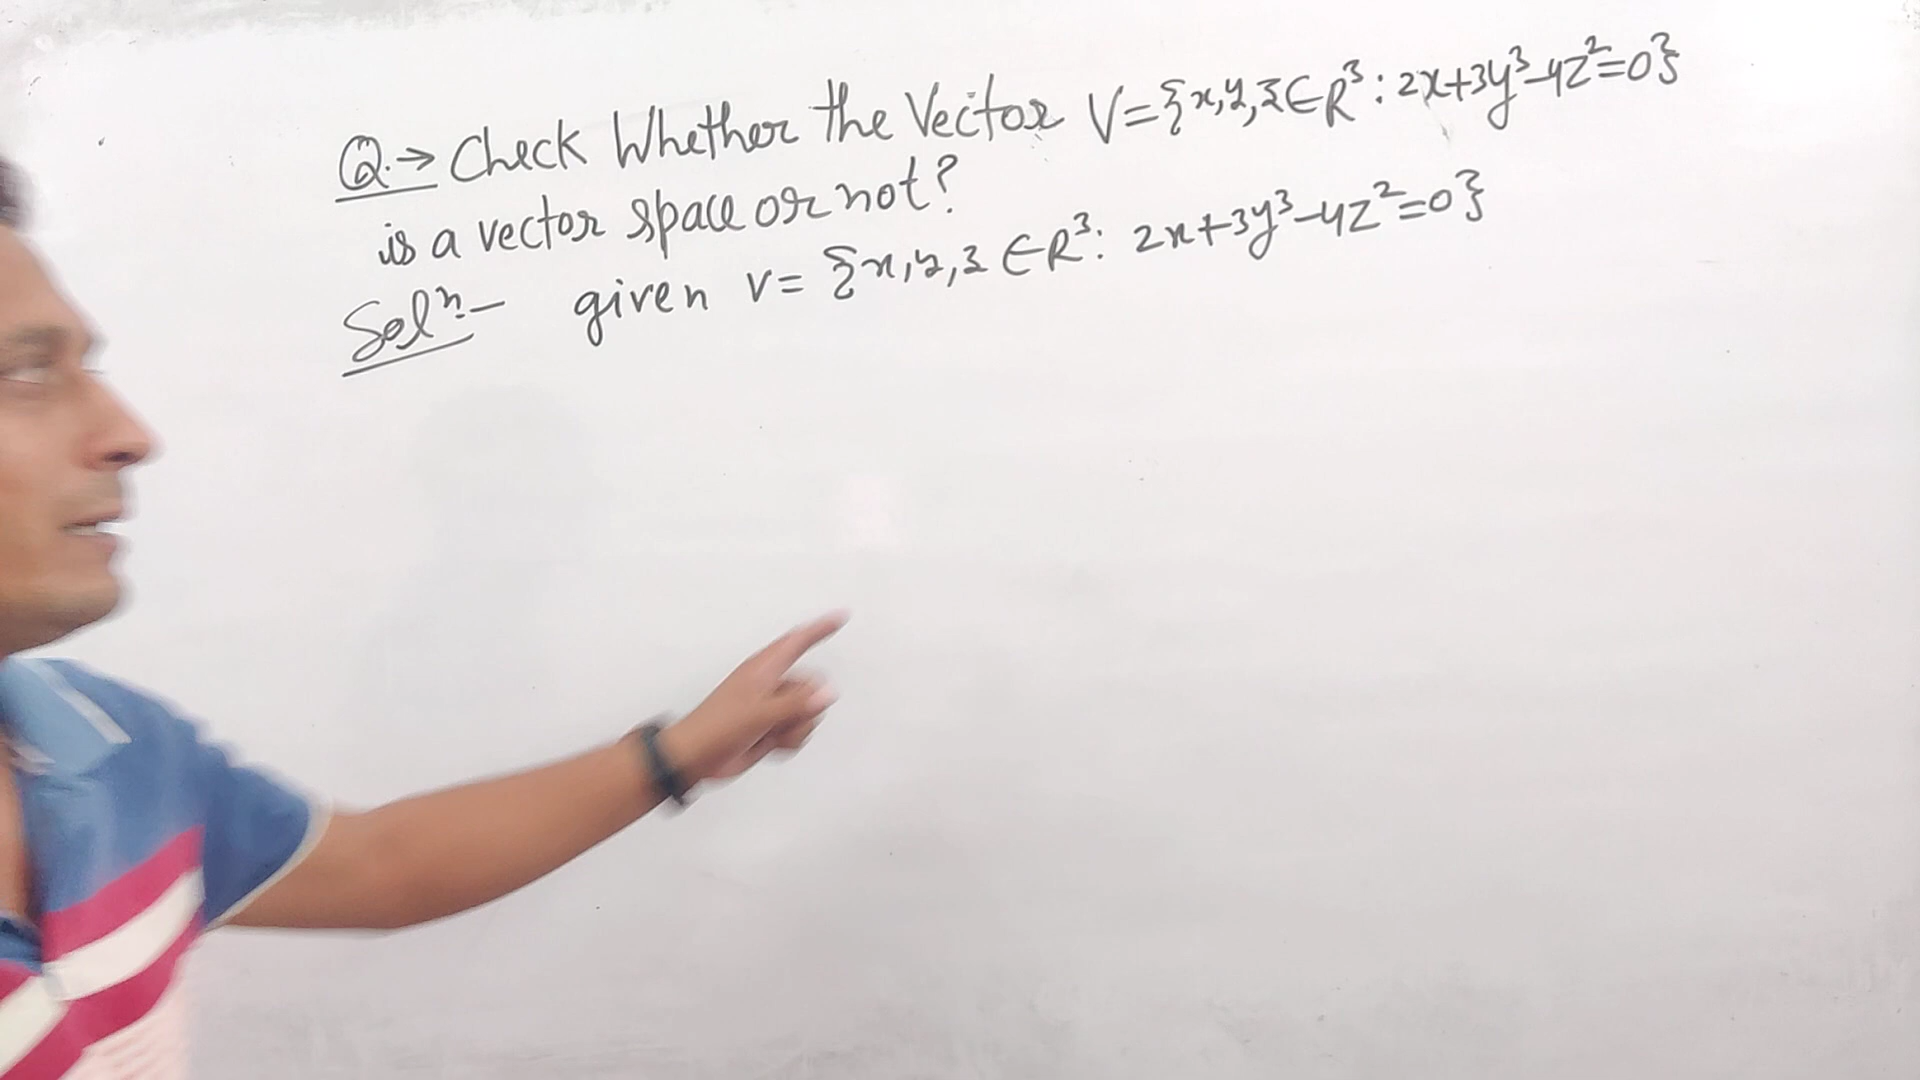 Q.→ Check Whether the Vector V={x,y,z∈R³: 2x+3y³-4z²=0}
is a vector space or not?
Solⁿ:- given v= {x,y,z ∈R³: 2x+3y³-4z²=0}